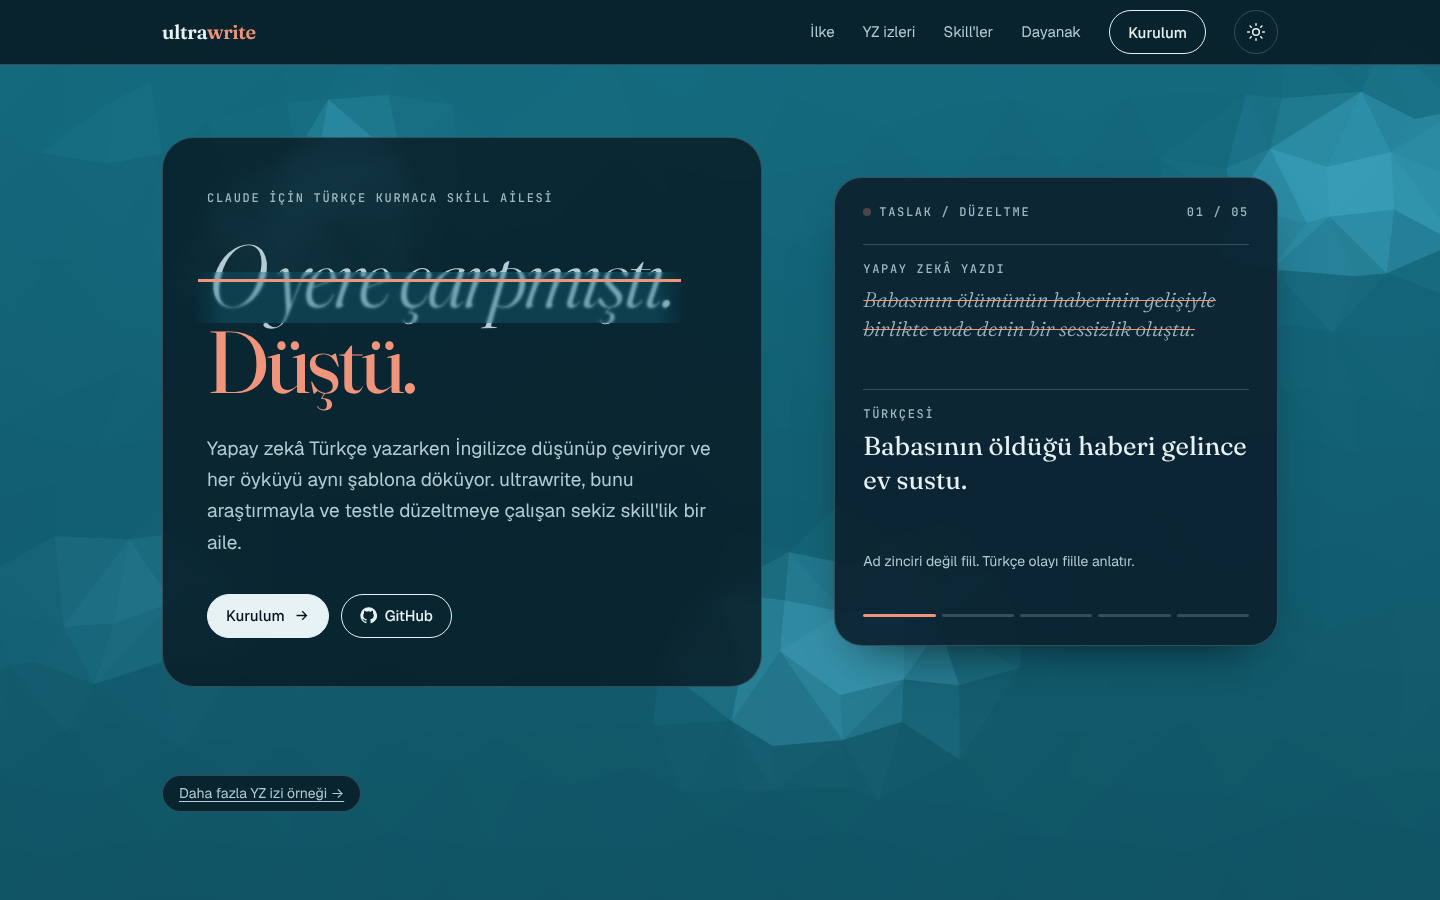 ultrawrite
İlke
YZ izleri
Skill'ler
Dayanak
Kurulum
CLAUDE İÇİN TÜRKÇE KURMACA SKİLL AİLESİ
O yere çarpmıştı.
Düştü.
Yapay zekâ Türkçe yazarken İngilizce düşünüp çeviriyor ve
her öyküyü aynı şablona döküyor. ultrawrite, bunu
araştırmayla ve testle düzeltmeye çalışan sekiz skill'lik bir
aile.
Kurulum →
GitHub
TASLAK / DÜZELTME
01 / 05
YAPAY ZEKÂ YAZDI
Babasının ölümünün haberinin gelişiyle
birlikte evde derin bir sessizlik oluştu.
TÜRKÇESİ
Babasının öldüğü haberi gelince
ev sustu.
Ad zinciri değil fiil. Türkçe olayı fiille anlatır.
Daha fazla YZ izi örneği →